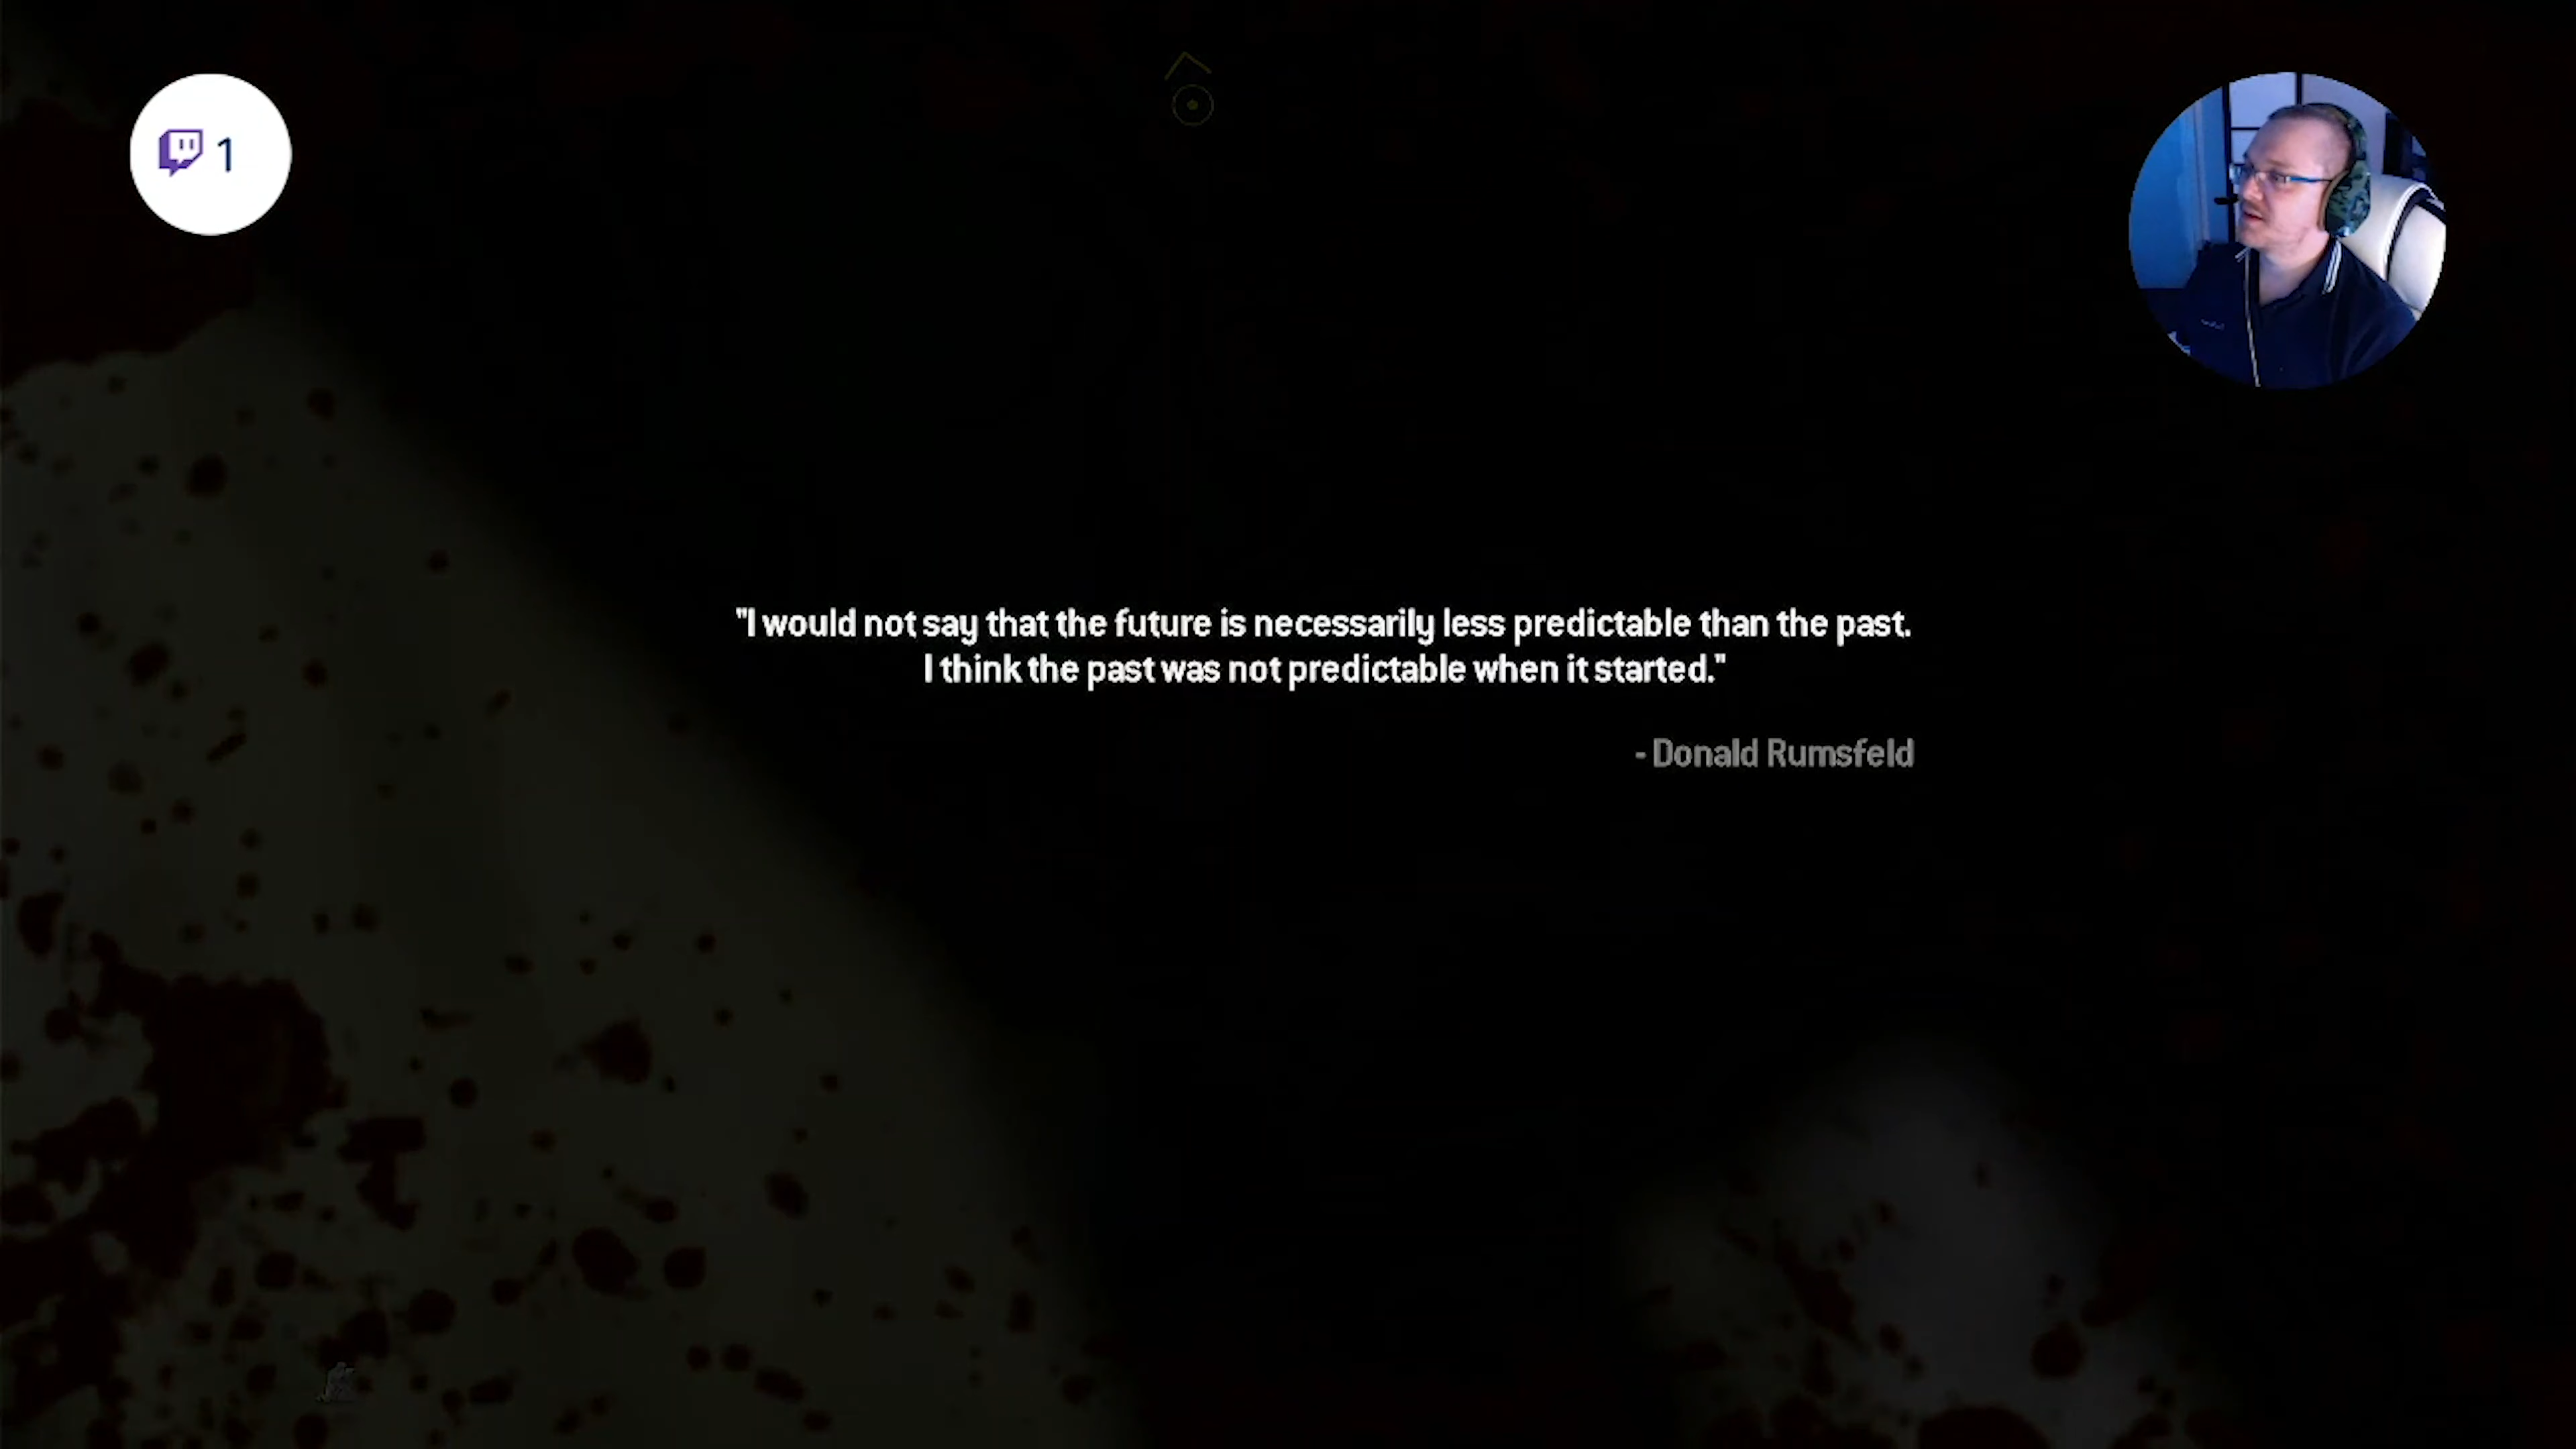 1
"I would not say that the future is necessarily less predictable than the past.
I think the past was not predictable when it started."
- Donald Rumsfeld